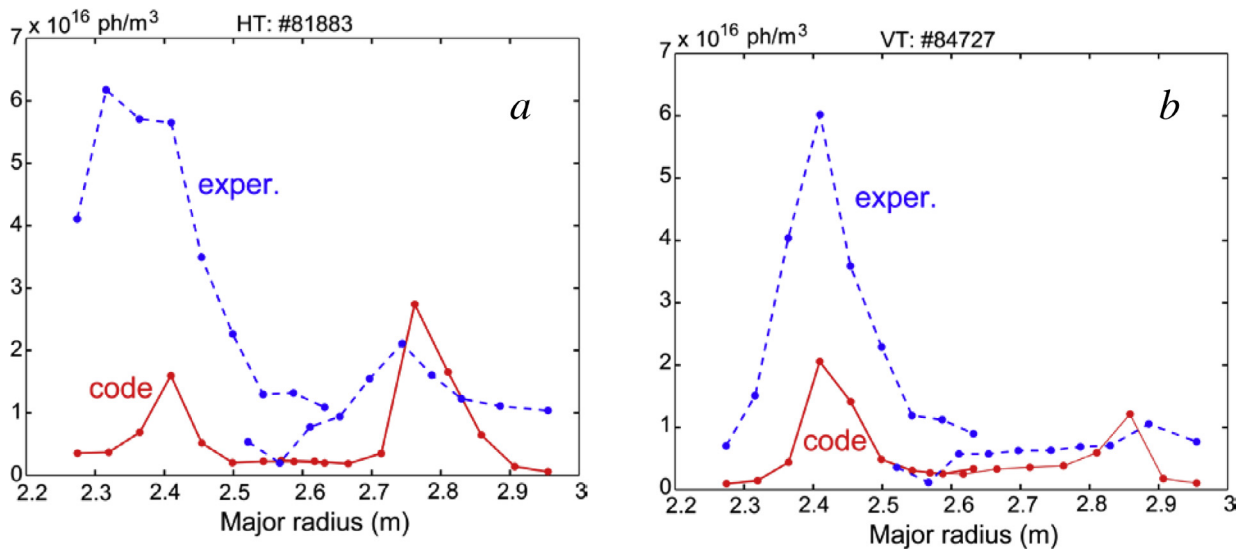 7 x 10^16 ph/m^3 HT: #81883
6
5
4
3
2
1
0
a
exper.
code
2.2 2.3 2.4 2.5 2.6 2.7 2.8 2.9 3
Major radius (m)
7 x 10^16 ph/m^3 VT: #84727
6
5
4
3
2
1
0
b
exper.
code
2.2 2.3 2.4 2.5 2.6 2.7 2.8 2.9 3
Major radius (m)